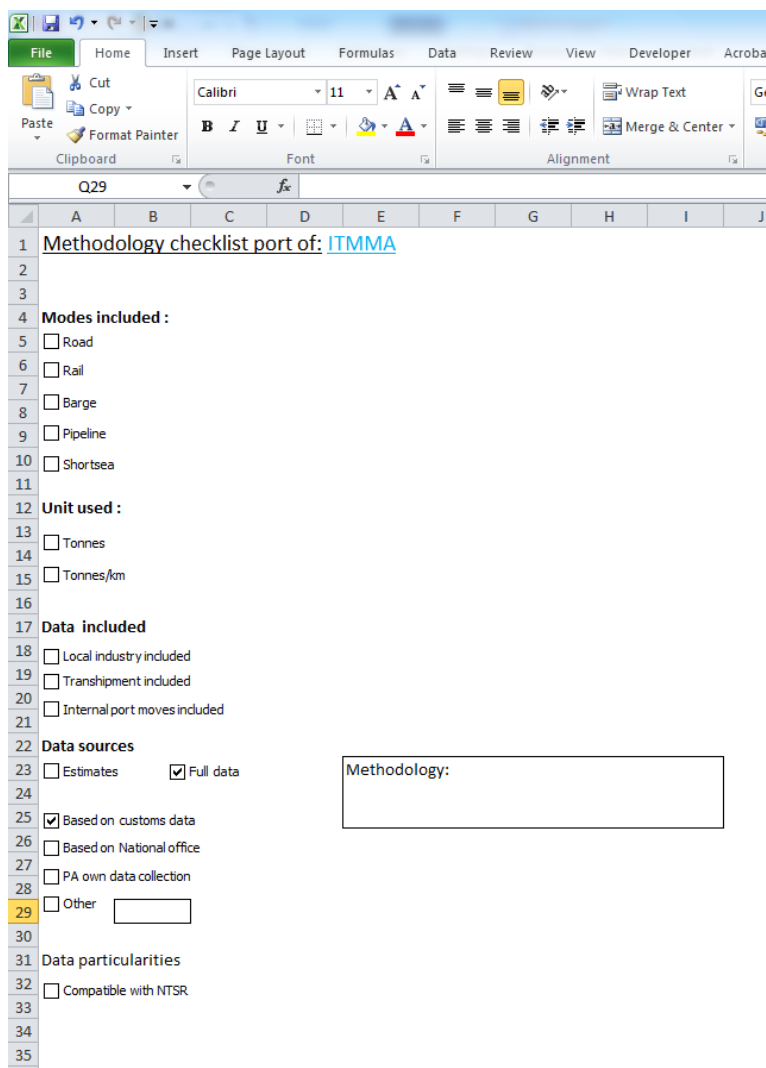 File Home Insert Page Layout Formulas Data Review View Developer Acroba
Cut
Copy
Format Painter
Paste
Calibri 11 A A
Wrap Text Ge
B I U A
Merge & Center
Clipboard Font Alignment
Q29 fx
A B C D E F G H I J
1 Methodology checklist port of: ITMMA
2
3
4 Modes included :
5 Road
6 Rail
7
8 Barge
9 Pipeline
10 Shortsea
11
12 Unit used :
13 Tonnes
14
15 Tonnes/km
16
17 Data included
18 Local industry included
19 Transhipment included
20 Internal port moves included
21
22 Data sources
23 Estimates Full data Methodology:
24
25 Based on customs data
26 Based on National office
27
28 PA own data collection
29 Other
30
31 Data particularities
32 Compatible with NTSR
33
34
35